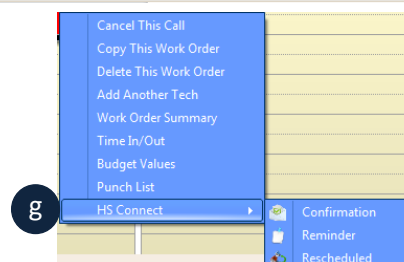 Cancel This Call
Copy This Work Order
Delete This Work Order
Add Another Tech
Work Order Summary
Time In/Out
Budget Values
Punch List
g
HS Connect
Confirmation
Reminder
Rescheduled